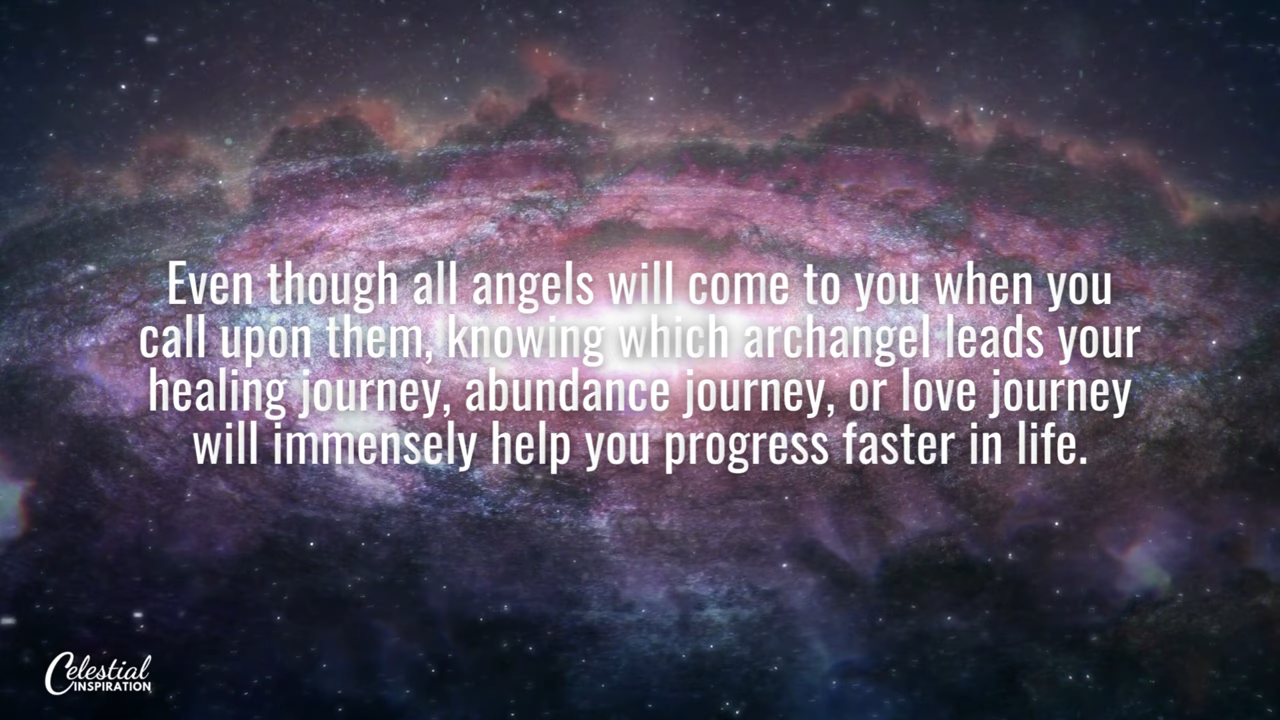 Even though all angels will come to you when you
call upon them, knowing which archangel leads your
healing journey, abundance journey, or love journey
will immensely help you progress faster in life.
Celestial
INSPIRATION